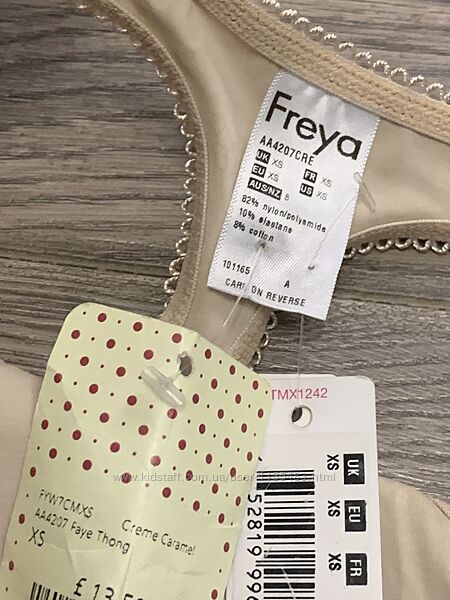 Freya
AA4207CRE
UK XS FR XS
EU XS US XS
AUS/NZ 8
82% nylon/polyamide
10% elastane
8% cotton
101165 A
CARE ON REVERSE
TMX1242
UK XS
EU XS
FR XS
52819
FYW7CMXS Creme Caramel
AA4207 Faye Thong
XS